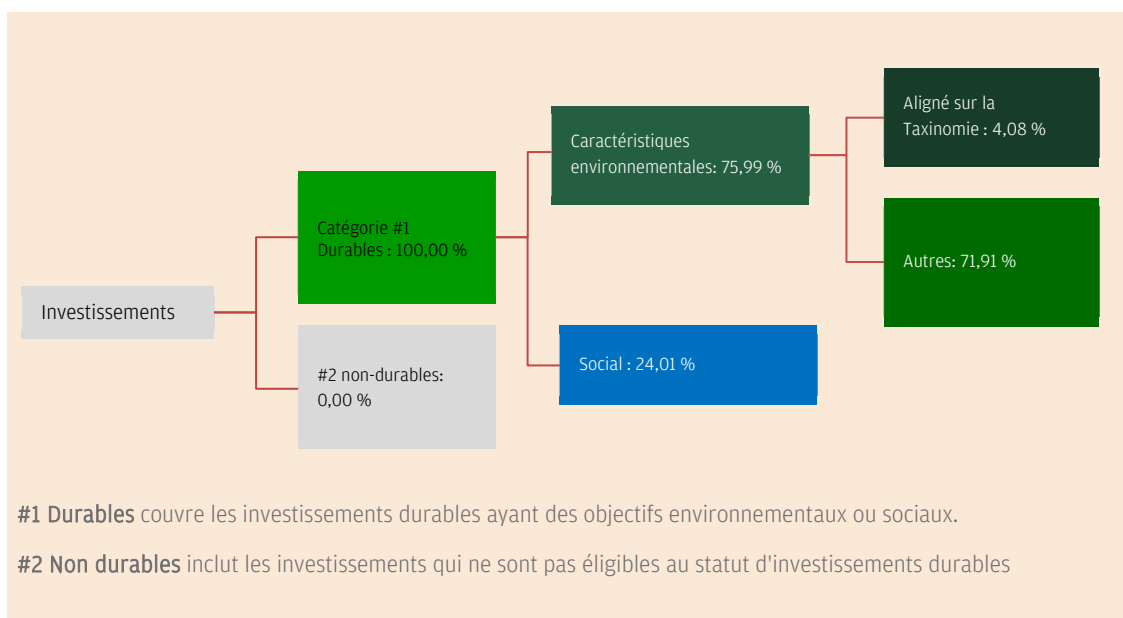 Aligné sur la
Taxinomie : 4,08 %
Caractéristiques
environnementales: 75,99 %
Catégorie #1
Durables : 100,00 %
Autres: 71,91 %
Investissements
Social : 24,01 %
#2 non-durables:
0,00 %
#1 Durables couvre les investissements durables ayant des objectifs environnementaux ou sociaux.
#2 Non durables inclut les investissements qui ne sont pas éligibles au statut d'investissements durables